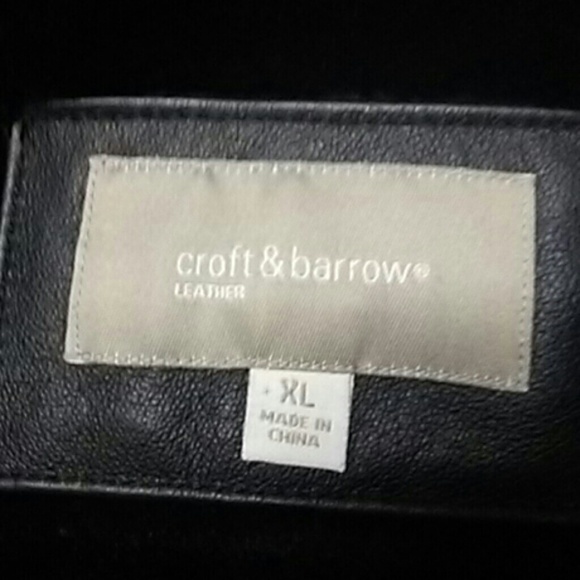 croft & barrow®
LEATHER
XL
MADE IN
CHINA